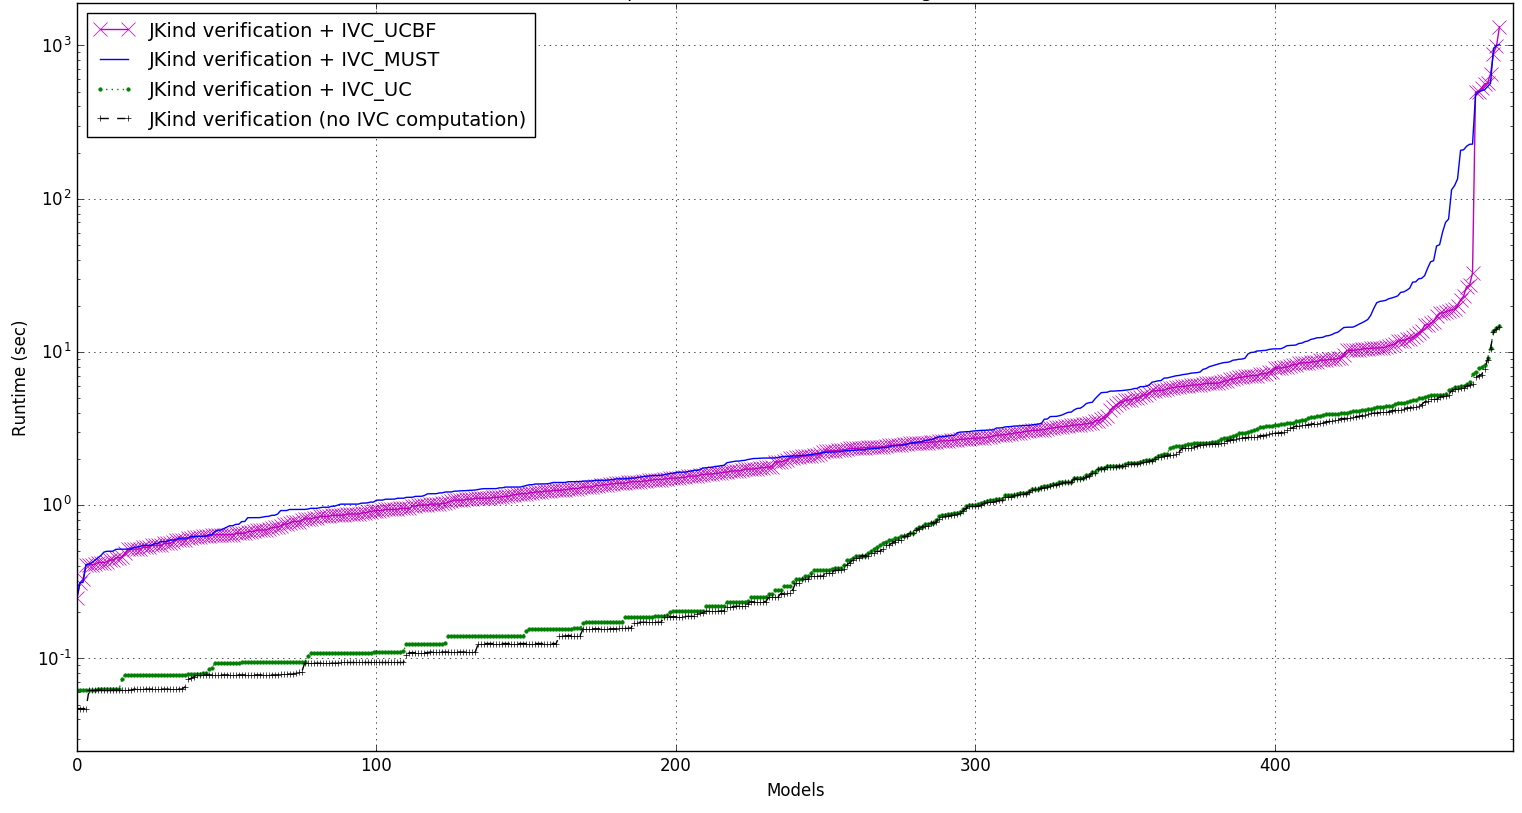 JKind verification + IVC_UCBF
JKind verification + IVC_MUST
JKind verification + IVC_UC
JKind verification (no IVC computation)
10³
10²
10¹
10⁰
10⁻¹
Runtime (sec)
0 100 200 300 400
Models